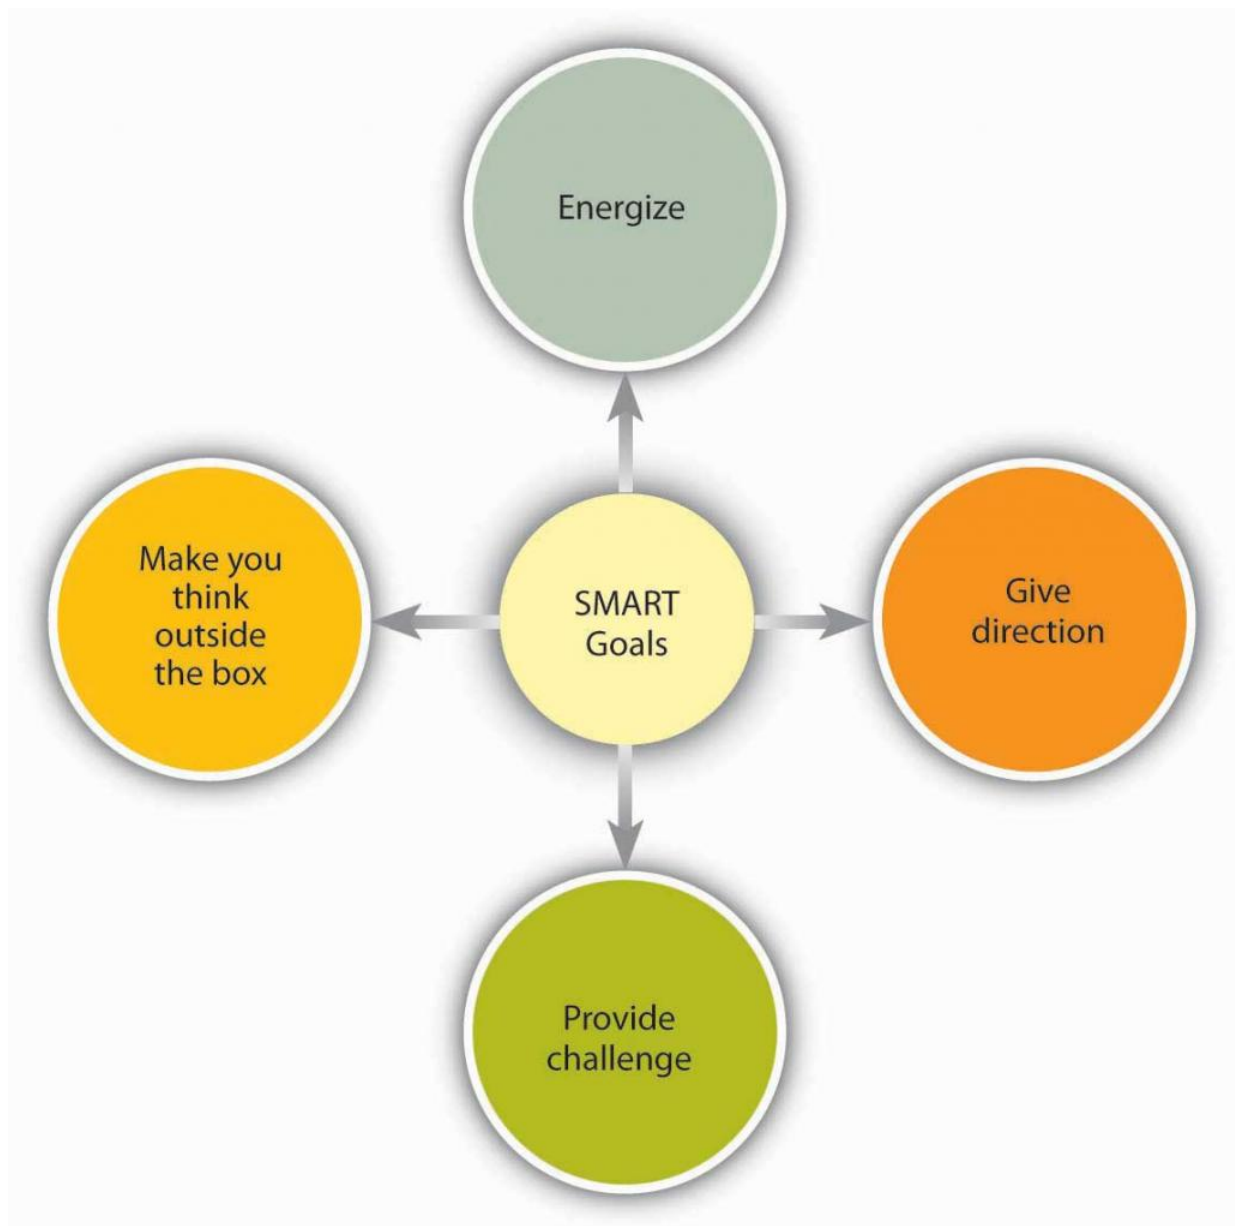 Energize
Make you
think
outside
the box
SMART
Goals
Give
direction
Provide
challenge